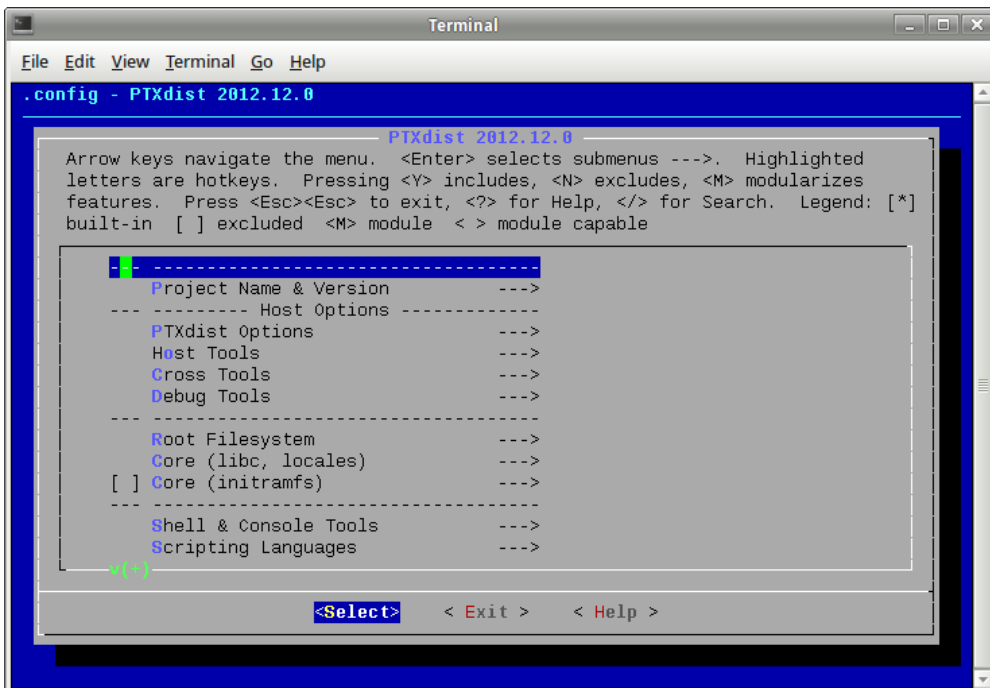 Terminal
File Edit View Terminal Go Help
.config - PTXdist 2012.12.0
PTXdist 2012.12.0
Arrow keys navigate the menu.  <Enter> selects submenus --->.  Highlighted
letters are hotkeys.  Pressing <Y> includes, <N> excludes, <M> modularizes
features.  Press <Esc><Esc> to exit, <?> for Help, </> for Search.  Legend: [*]
built-in  [ ] excluded  <M> module  < > module capable
--- ------------------------------------
Project Name & Version          --->
--- --------- Host Options -------------
PTXdist Options                 --->
Host Tools                      --->
Cross Tools                     --->
Debug Tools                     --->
--- ------------------------------------
Root Filesystem                 --->
Core (libc, locales)            --->
[ ] Core (initramfs)                --->
--- ------------------------------------
Shell & Console Tools           --->
Scripting Languages             --->
v(+)
<Select>    < Exit >    < Help >